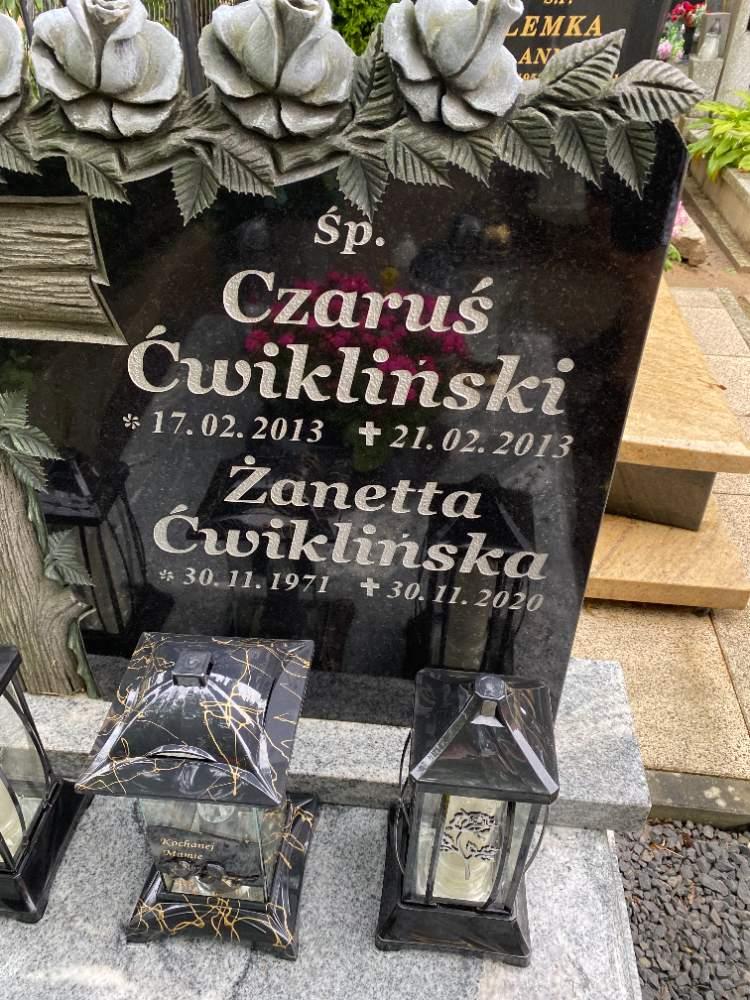 LEMKA
Śp.
Czaruś
Ćwikliński
* 17.02.2013 ✝ 21.02.2013
Żanetta
Ćwiklińska
* 30.11.1971 ✝ 30.11.2020
Kochanej
Mamie